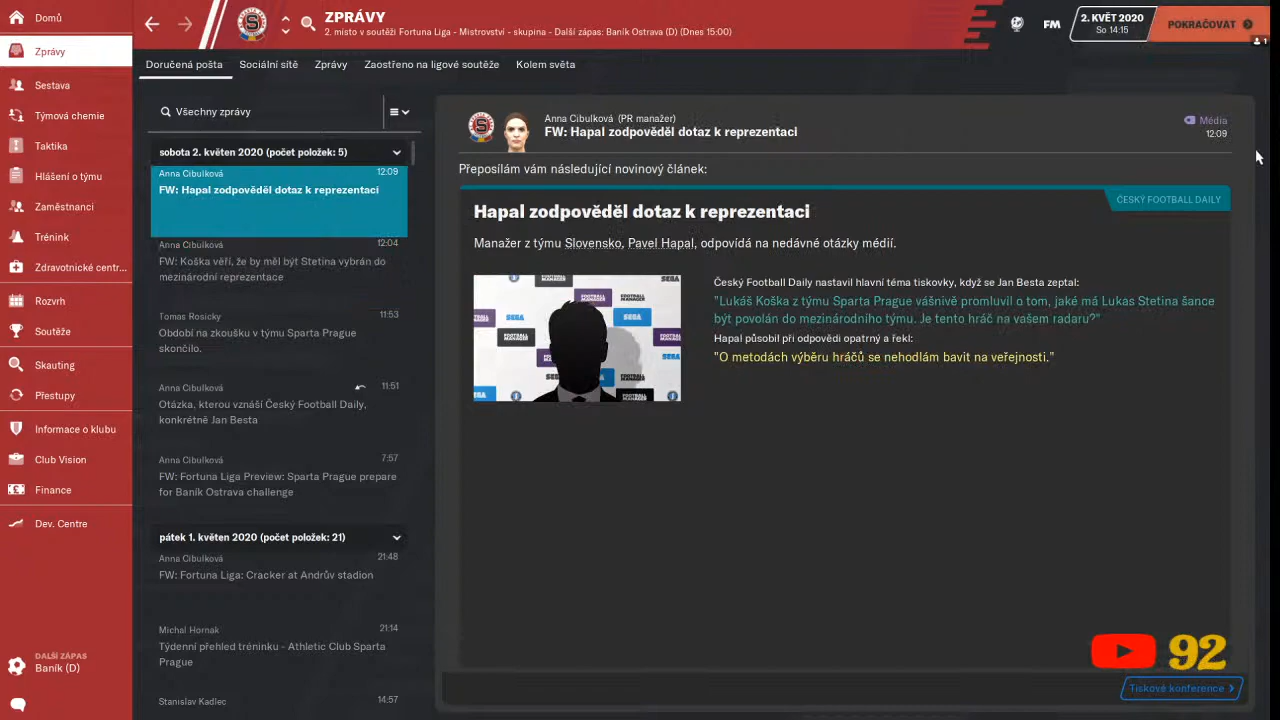 Domů
Zprávy
Sestava
Týmová chemie
Taktika
Hlášení o týmu
Zaměstnanci
Trénink
Zdravotnické centr...
Rozvrh
Soutěže
Skauting
Přestupy
Informace o klubu
Club Vision
Finance
Dev. Centre
DALŠÍ ZÁPAS
Baník (D)
ZPRÁVY
2. místo v soutěži Fortuna Liga - Mistrovství - skupina - Další zápas: Baník Ostrava (D) (Dnes 15:00)
FM
2. KVĚT 2020
So 14:15
POKRAČOVAT
1
Doručená pošta
Sociální sítě
Zprávy
Zaostřeno na ligové soutěže
Kolem světa
Všechny zprávy
sobota 2. květen 2020 (počet položek: 5)
Anna Cibulková 12:09
FW: Hapal zodpověděl dotaz k reprezentaci
Anna Cibulková 12:04
FW: Koška věří, že by měl být Stetina vybrán do
mezinárodní reprezentace
Tomas Rosicky 11:53
Období na zkoušku v týmu Sparta Prague
skončilo.
Anna Cibulková 11:51
Otázka, kterou vznáší Český Football Daily,
konkrétně Jan Besta
Anna Cibulková 7:57
FW: Fortuna Liga Preview: Sparta Prague prepare
for Baník Ostrava challenge
pátek 1. květen 2020 (počet položek: 21)
Anna Cibulková 21:48
FW: Fortuna Liga: Cracker at Andrův stadion
Michal Hornak 21:14
Týdenní přehled tréninku - Athletic Club Sparta
Prague
Stanislav Kadlec 14:57
Anna Cibulková (PR manažer)
FW: Hapal zodpověděl dotaz k reprezentaci
Média
12:09
Přeposílám vám následující novinový článek:
ČESKÝ FOOTBALL DAILY
Hapal zodpověděl dotaz k reprezentaci
Manažer z týmu Slovensko, Pavel Hapal, odpovídá na nedávné otázky médií.
Český Football Daily nastavil hlavní téma tiskovky, když se Jan Besta zeptal:
"Lukáš Koška z týmu Sparta Prague vášnivě promluvil o tom, jaké má Lukas Stetina šance
být povolán do mezinárodního týmu. Je tento hráč na vašem radaru?"
Hapal působil při odpovědi opatrný a řekl:
"O metodách výběru hráčů se nehodlám bavit na veřejnosti."
92
Tiskové konference